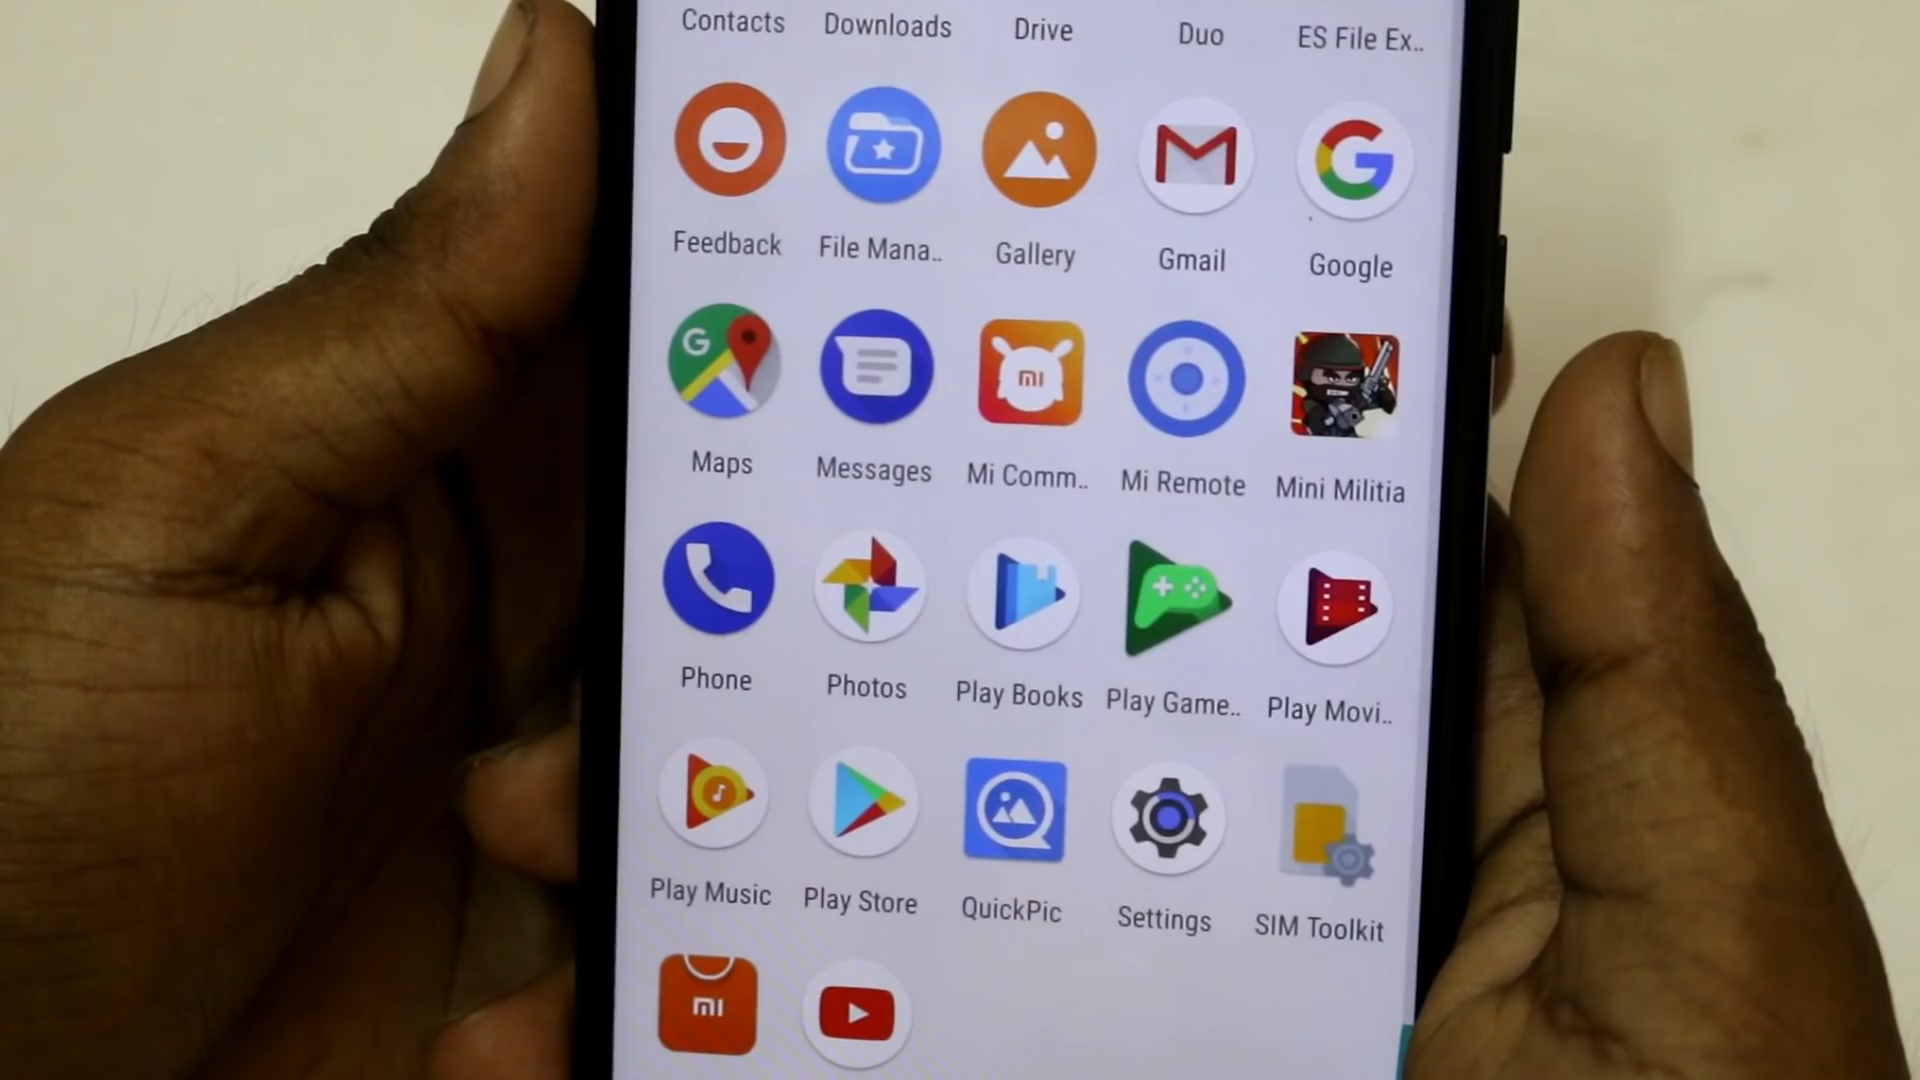 Contacts Downloads Drive Duo ES File Ex..
Feedback File Mana.. Gallery Gmail Google
G
Maps Messages Mi Comm.. Mi Remote Mini Militia
Phone Photos Play Books Play Game.. Play Movi..
Play Music Play Store QuickPic Settings SIM Toolkit